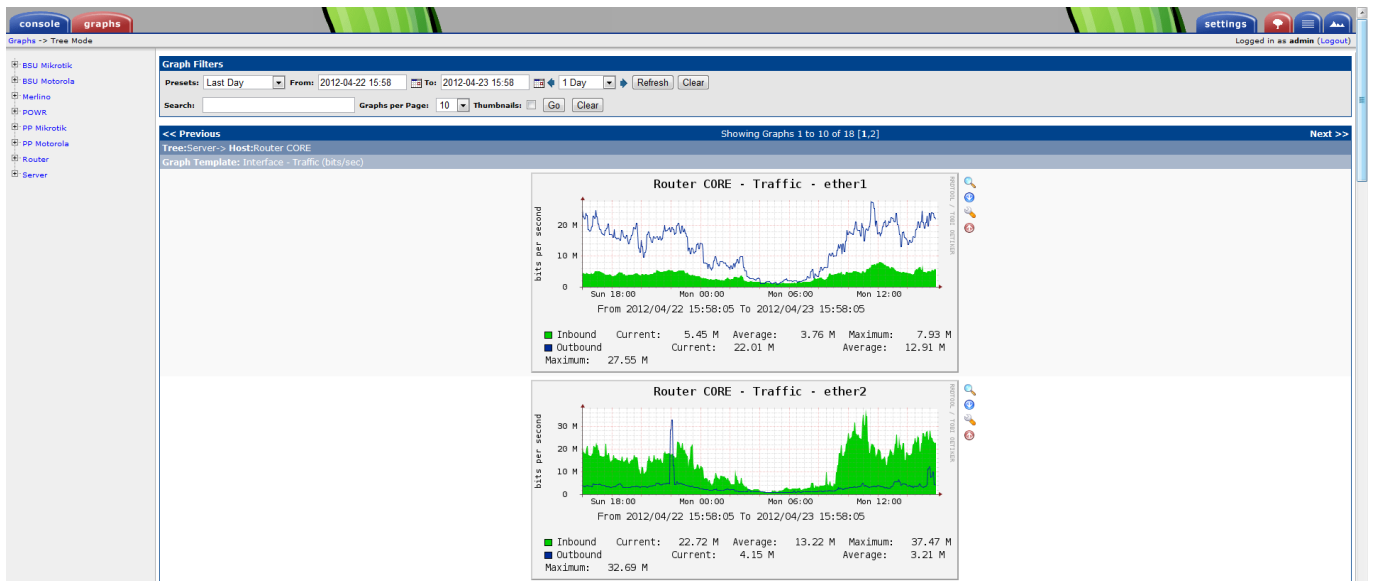 console graphs settings
Graphs -> Tree Mode Logged in as admin (Logout)
BSU Mikrotik
BSU Motorola
Merlino
POWR
PP Mikrotik
PP Motorola
Router
Server
Graph Filters
Presets: Last Day From: 2012-04-22 15:58 To: 2012-04-23 15:58 1 Day Refresh Clear
Search: Graphs per Page: 10 Thumbnails: Go Clear
<< Previous Showing Graphs 1 to 10 of 18 [1,2] Next >>
Tree:Server-> Host:Router CORE
Graph Template: Interface - Traffic (bits/sec)
Router CORE - Traffic - ether1
RRDTOOL / TOBI OETIKER
bits per second
20 M
10 M
0
Sun 18:00 Mon 00:00 Mon 06:00 Mon 12:00
From 2012/04/22 15:58:05 To 2012/04/23 15:58:05
Inbound Current: 5.45 M Average: 3.76 M Maximum: 7.93 M
Outbound Current: 22.01 M Average: 12.91 M
Maximum: 27.55 M
Router CORE - Traffic - ether2
RRDTOOL / TOBI OETIKER
bits per second
30 M
20 M
10 M
0
Sun 18:00 Mon 00:00 Mon 06:00 Mon 12:00
From 2012/04/22 15:58:05 To 2012/04/23 15:58:05
Inbound Current: 22.72 M Average: 13.22 M Maximum: 37.47 M
Outbound Current: 4.15 M Average: 3.21 M
Maximum: 32.69 M